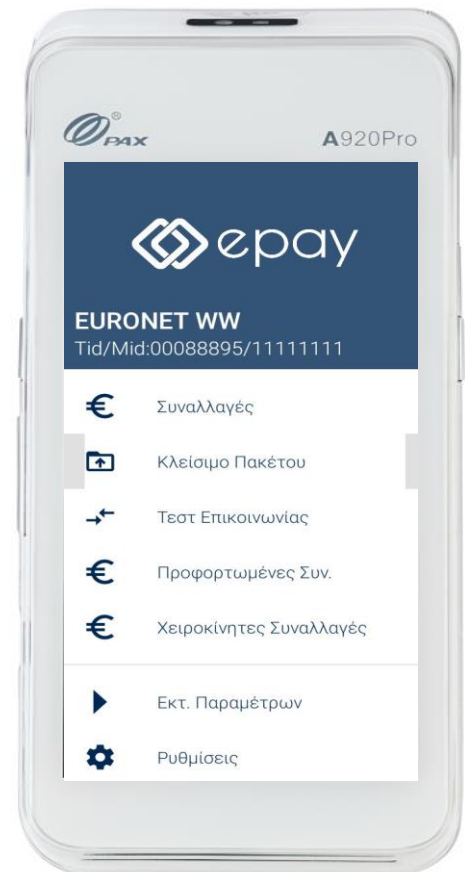 PAX®
A920Pro
epay
EURONET WW
Tid/Mid:00088895/11111111
Συναλλαγές
Κλείσιμο Πακέτου
Τεστ Επικοινωνίας
Προφορτωμένες Συν.
Χειροκίνητες Συναλλαγές
Εκτ. Παραμέτρων
Ρυθμίσεις